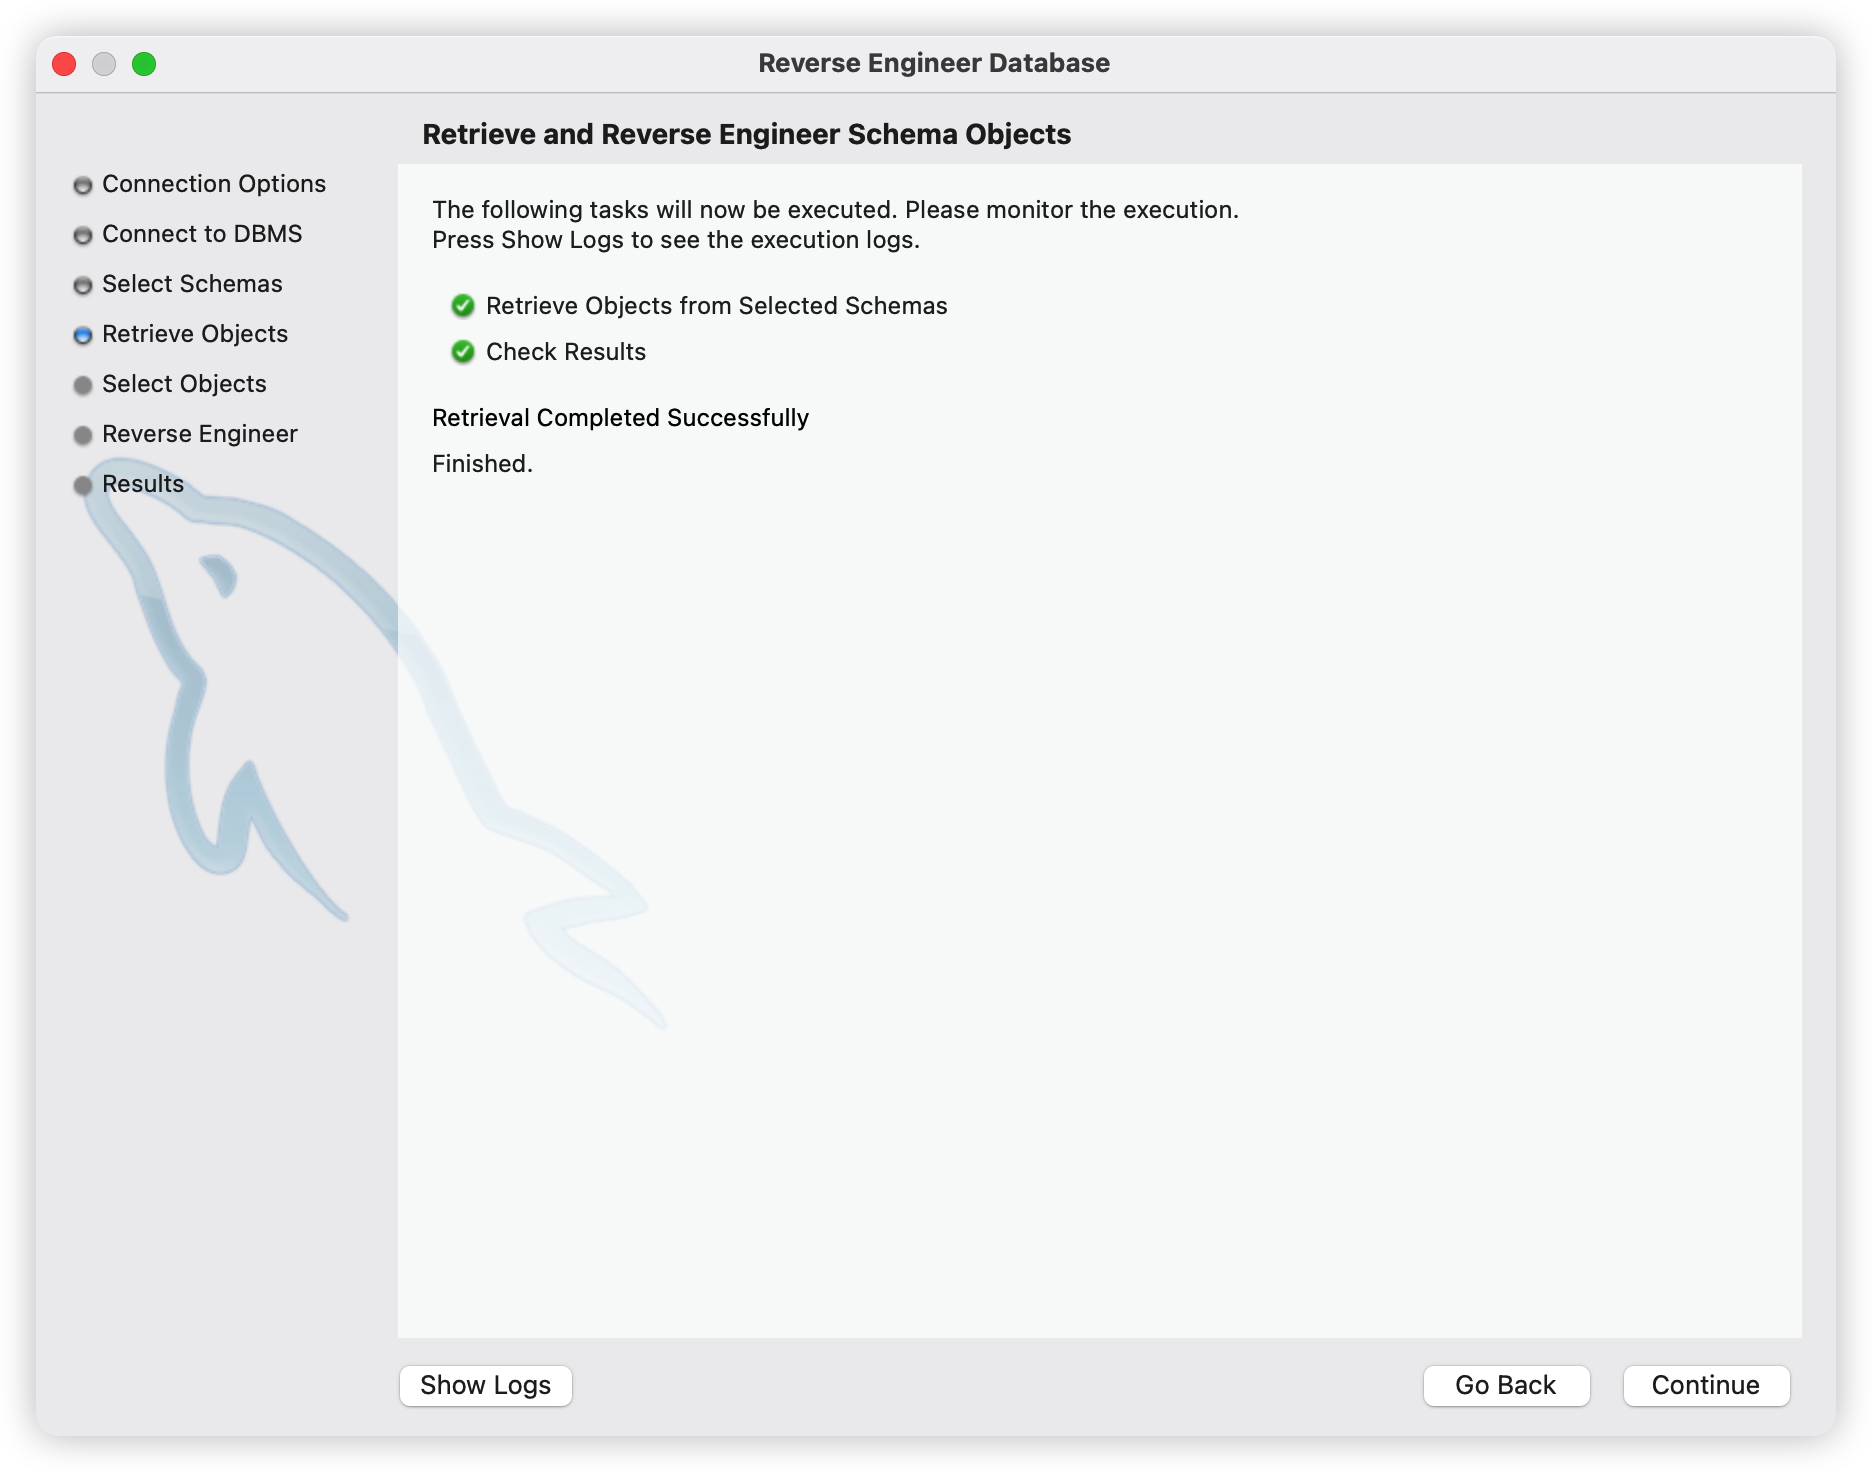 Reverse Engineer Database
Retrieve and Reverse Engineer Schema Objects
Connection Options
Connect to DBMS
Select Schemas
Retrieve Objects
Select Objects
Reverse Engineer
Results
The following tasks will now be executed. Please monitor the execution.
Press Show Logs to see the execution logs.
Retrieve Objects from Selected Schemas
Check Results
Retrieval Completed Successfully
Finished.
Show Logs
Go Back
Continue